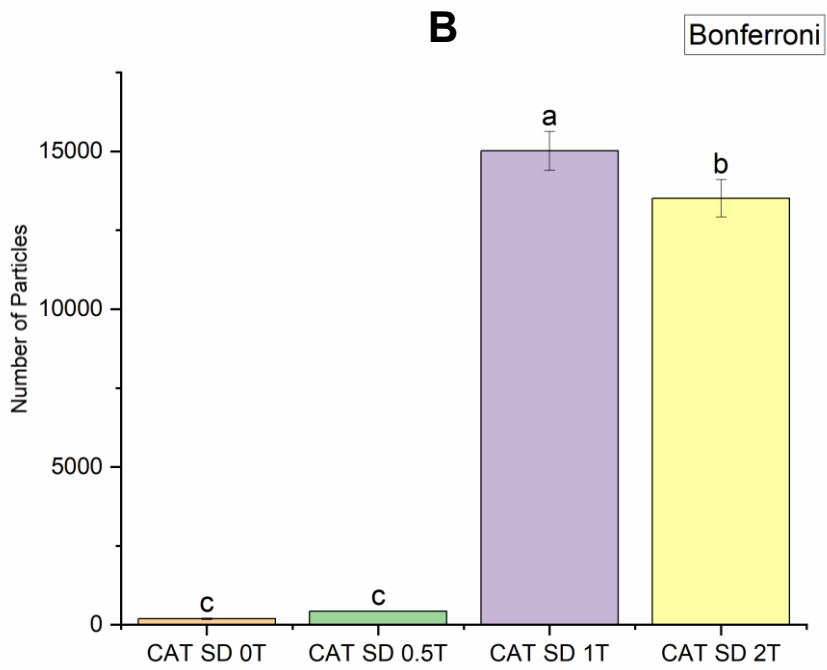 B
Bonferroni
Number of Particles
15000
10000
5000
0
a
b
c
c
CAT SD 0T
CAT SD 0.5T
CAT SD 1T
CAT SD 2T